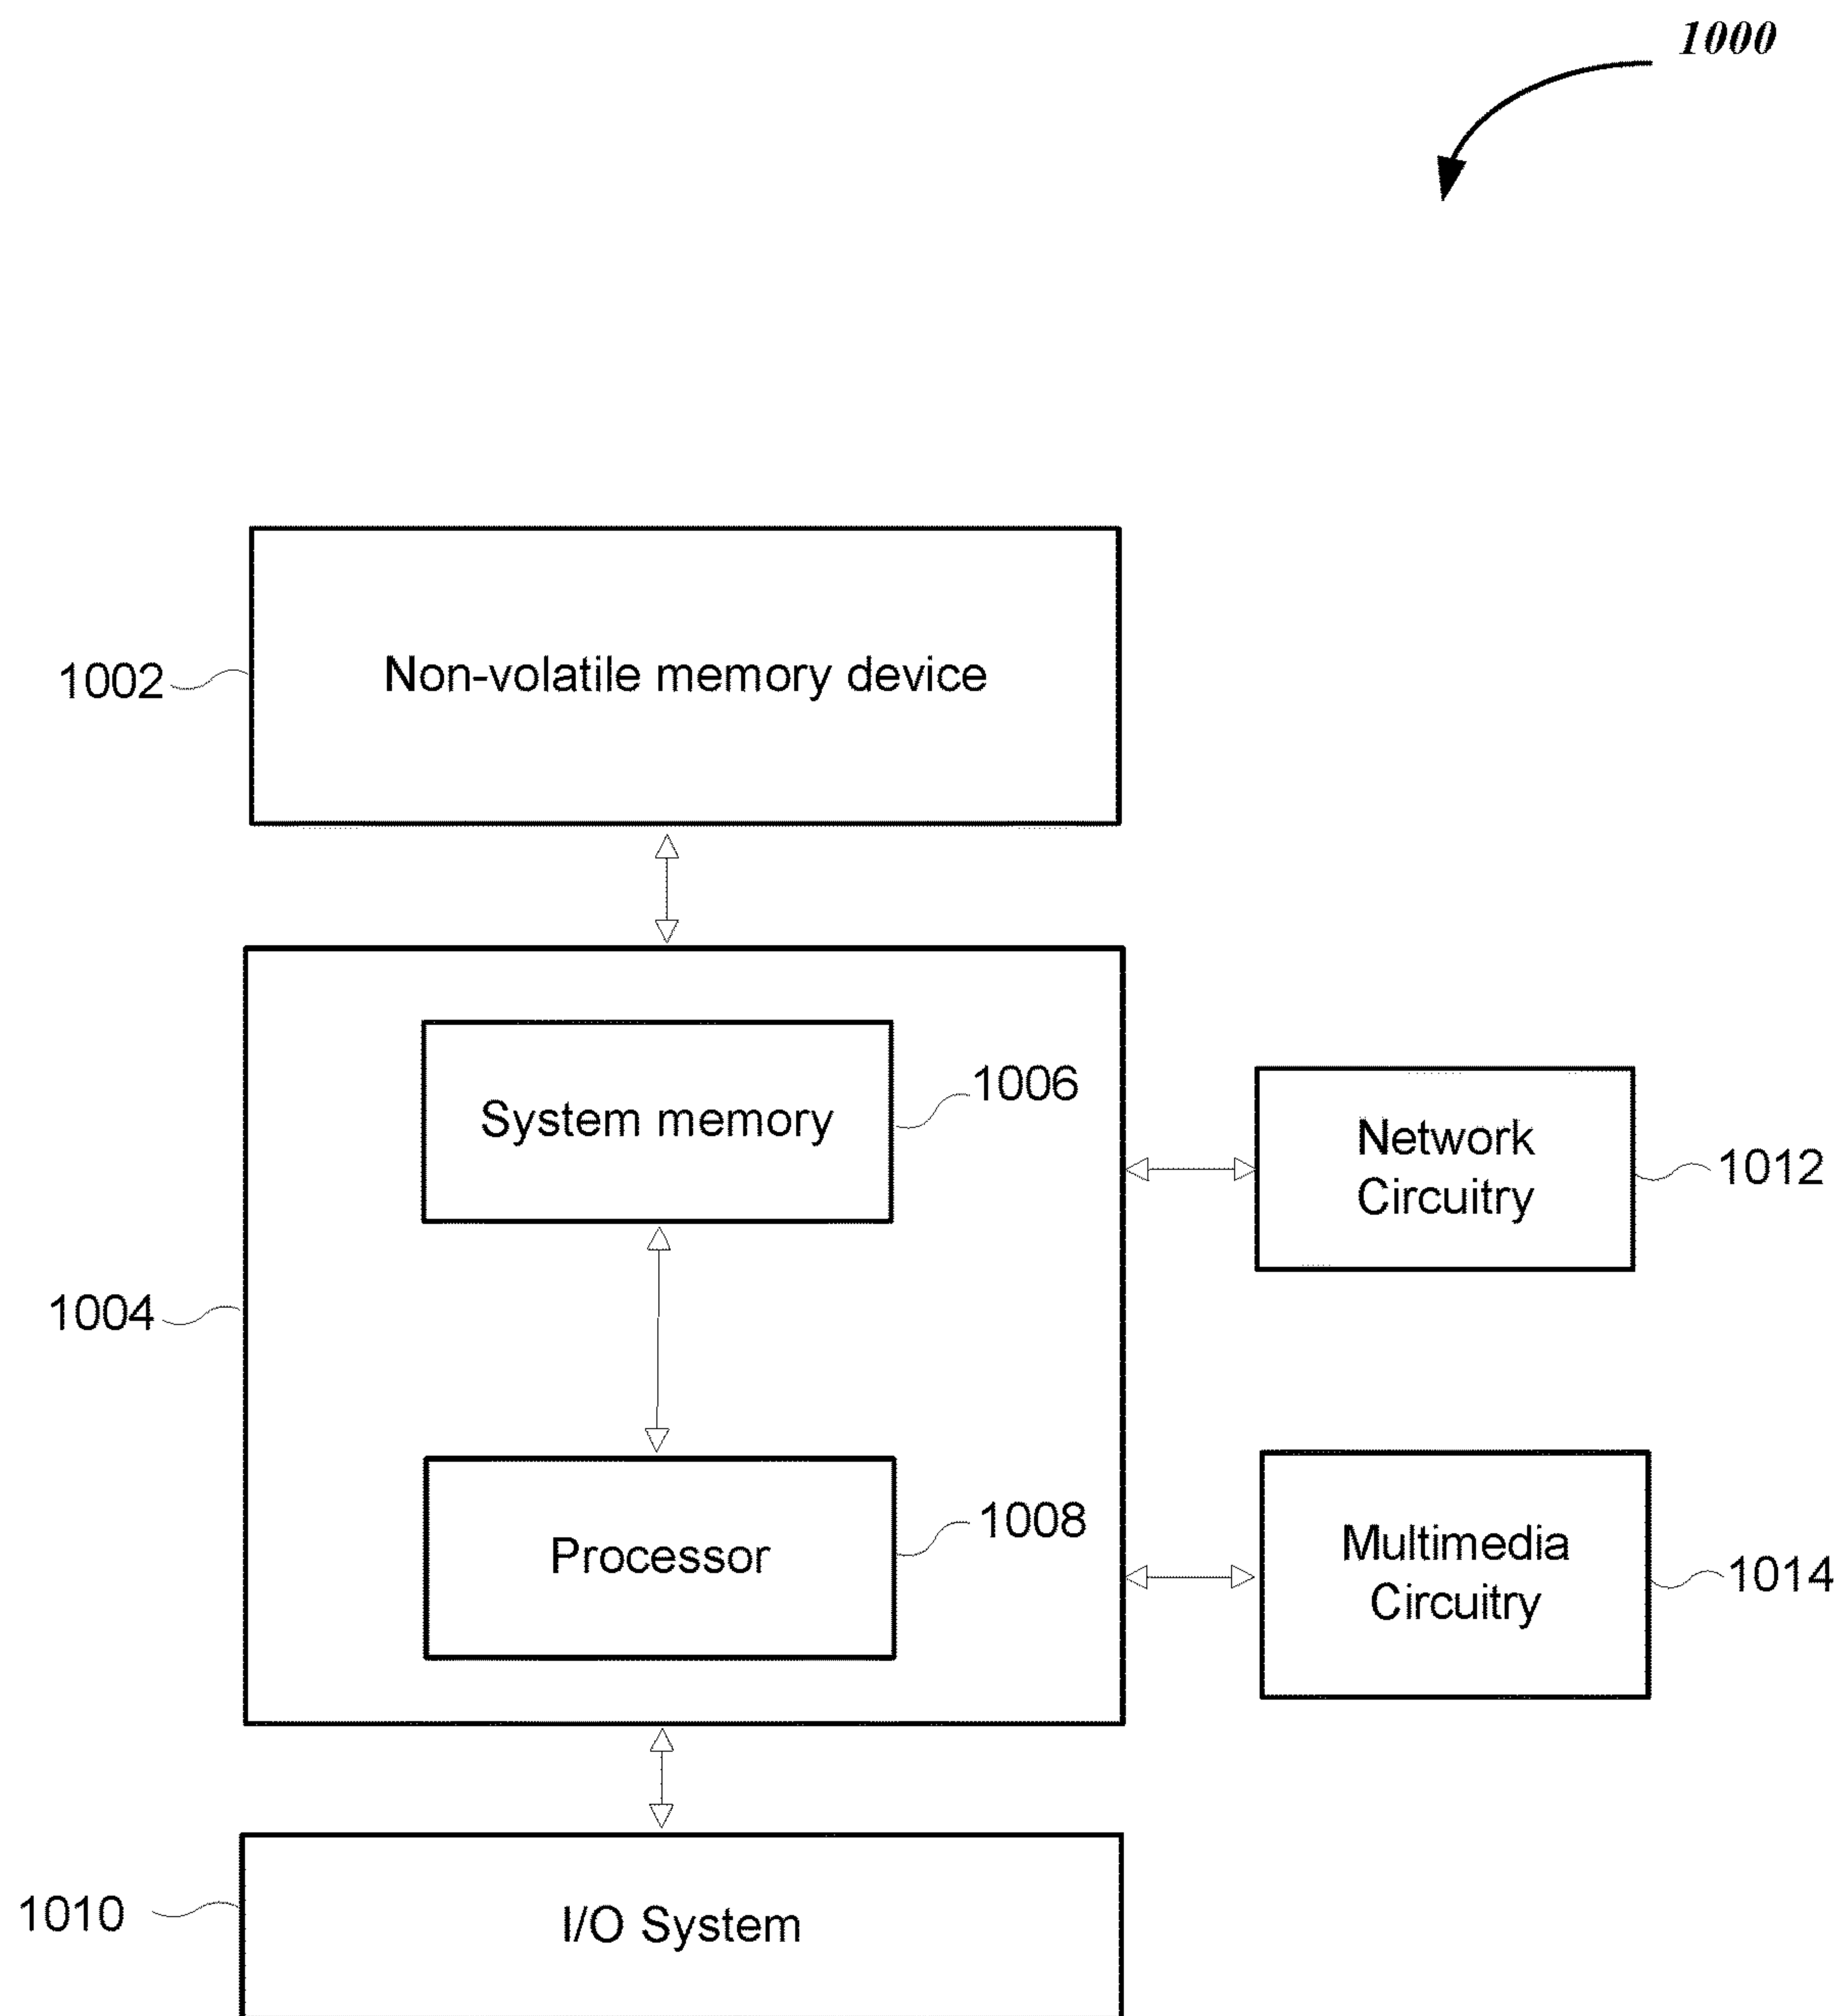 1000
1002
Non-volatile memory device
System memory
1006
Network
Circuitry
1012
1004
Processor
1008
Multimedia
Circuitry
1014
1010
I/O System